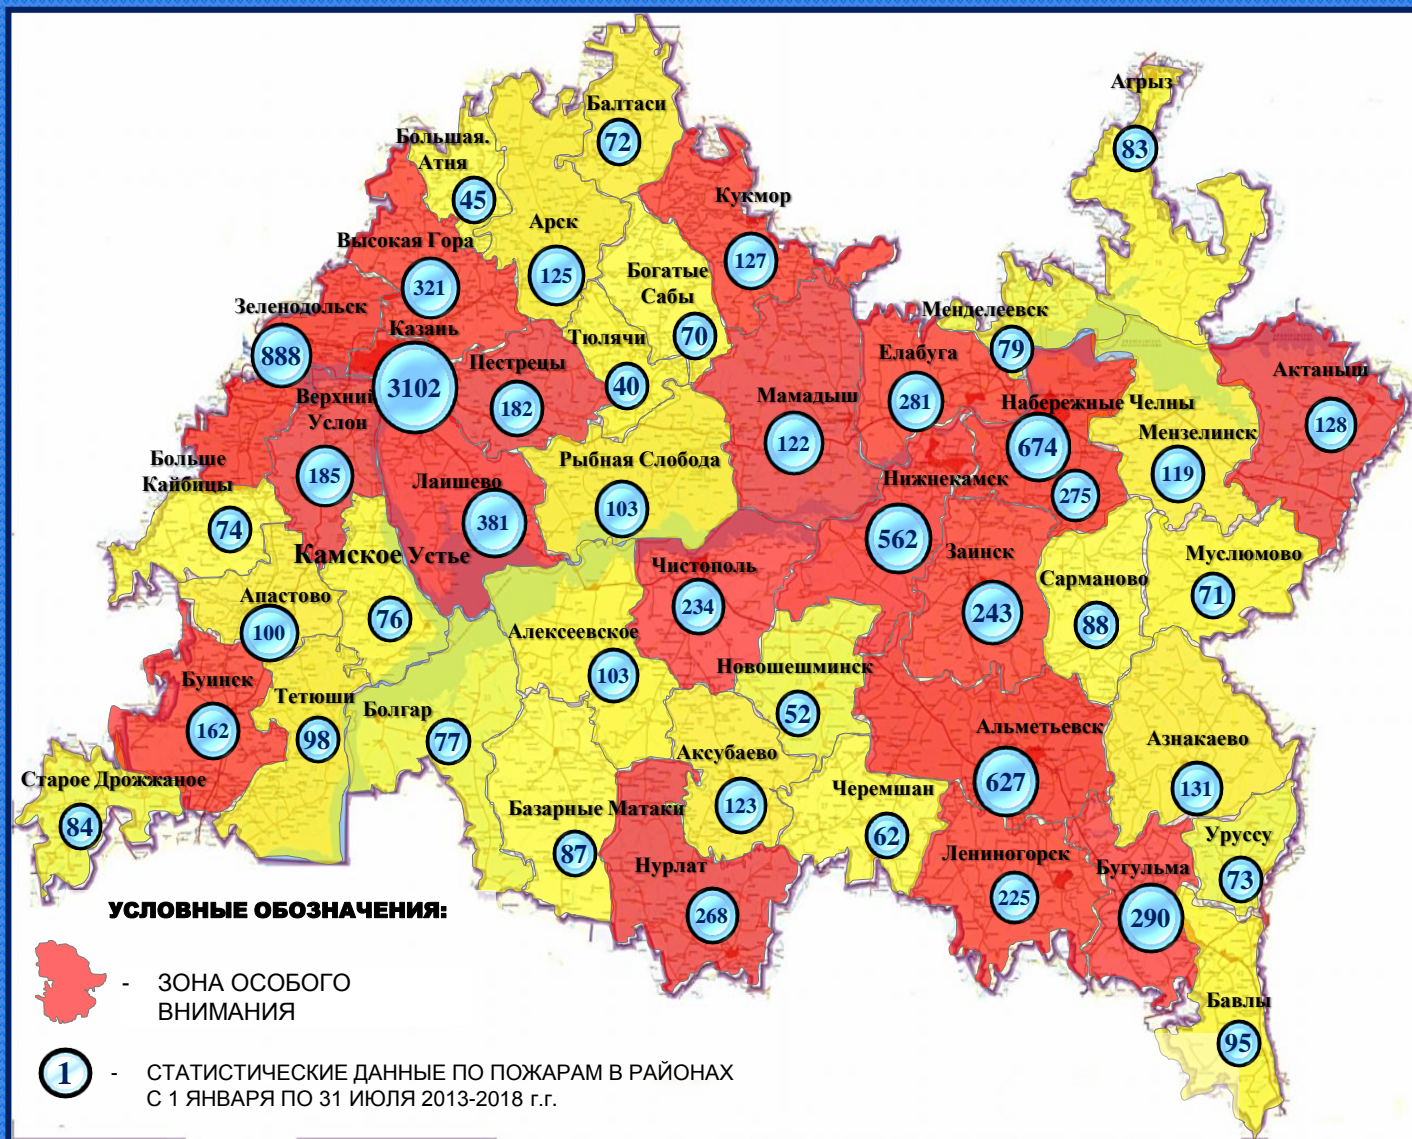 Агрыз
83
Балтаси
72
Большая.
Атня
45
Кукмор
127
Арск
125
Высокая Гора
321
Богатые
Сабы
70
Зеленодольск
888
Казань
3102
Тюлячи
40
Пестрецы
182
Менделеевск
79
Елабуга
281
Актаныш
128
Верхний
Услон
185
Мамадыш
122
Набережные Челны
674
275
Мензелинск
119
Больше
Кайбицы
74
Лаишево
381
Рыбная Слобода
103
Нижнекамск
562
Камское Устье
76
Чистополь
234
Заинск
243
Сарманово
88
Муслюмово
71
Апастово
100
Алексеевское
103
Новошешминск
52
Буинск
162
Тетюши
98
Болгар
77
Альметьевск
627
Азнакаево
131
Старое Дрожжаное
84
Аксубаево
123
Черемшан
62
Базарные Матаки
87
Уруссу
73
Нурлат
268
Лениногорск
225
Бугульма
290
Бавлы
95
УСЛОВНЫЕ ОБОЗНАЧЕНИЯ:
- ЗОНА ОСОБОГО
ВНИМАНИЯ
1 - СТАТИСТИЧЕСКИЕ ДАННЫЕ ПО ПОЖАРАМ В РАЙОНАХ
С 1 ЯНВАРЯ ПО 31 ИЮЛЯ 2013-2018 г.г.